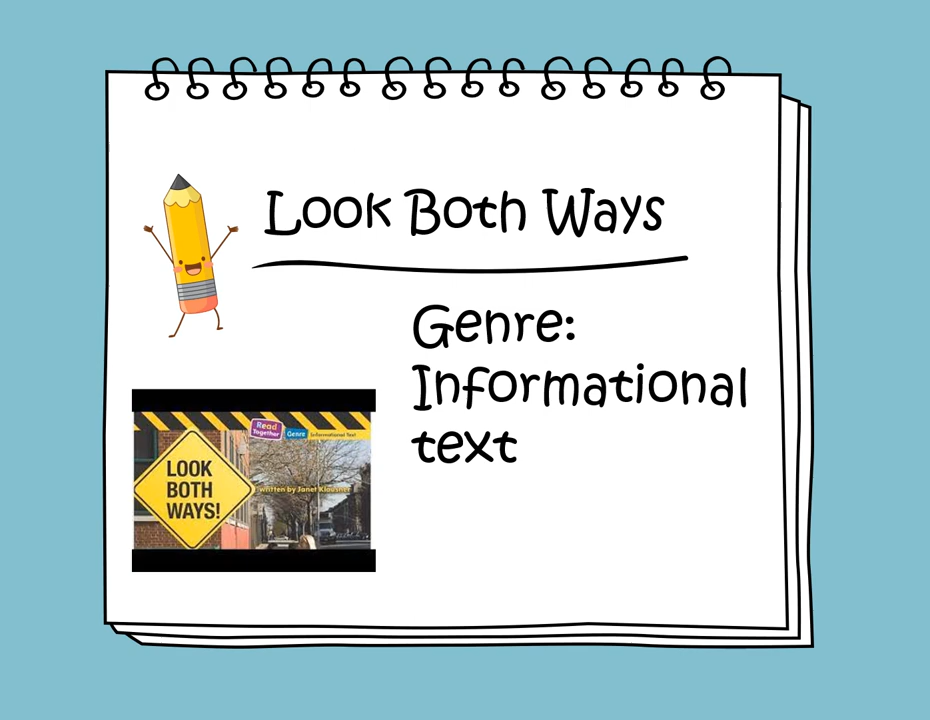 Look Both Ways
Genre:
Informational
text
Read
Together
Genre Informational Text
LOOK
BOTH
WAYS!
written by Janet Klausner